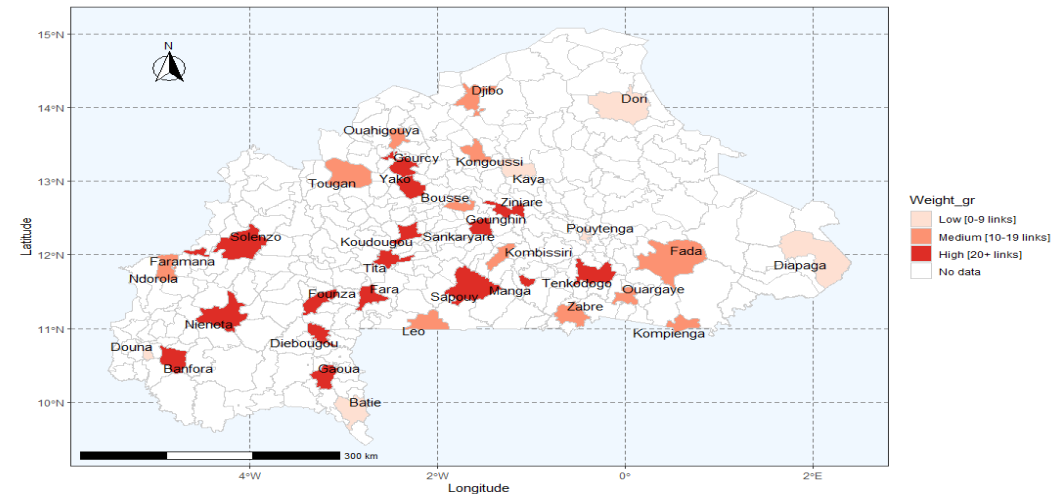 15°N
N
Djibo
Dori
14°N
Ouahigouya
Gourcy
Kongoussi
13°N
Yako
Kaya
Tougan
Bousse
Ziniare
Weight_gr
Low [0-9 links]
Medium [10-19 links]
High [20+ links]
No data
Gounghin
Pouytenga
Solenzo
Koudougou
Sankaryare
Latitude
12°N
Faramana
Tita
Kombissiri
Fada
Diapaga
Ndorola
Founza
Fara
Sapouy
Manga
Tenkodogo
Ouargaye
Nieneta
Zabre
11°N
Leo
Kompienga
Diebougou
Douna
Banfora
Gaoua
10°N
Batie
300 km
4°W
2°W
0°
2°E
Longitude